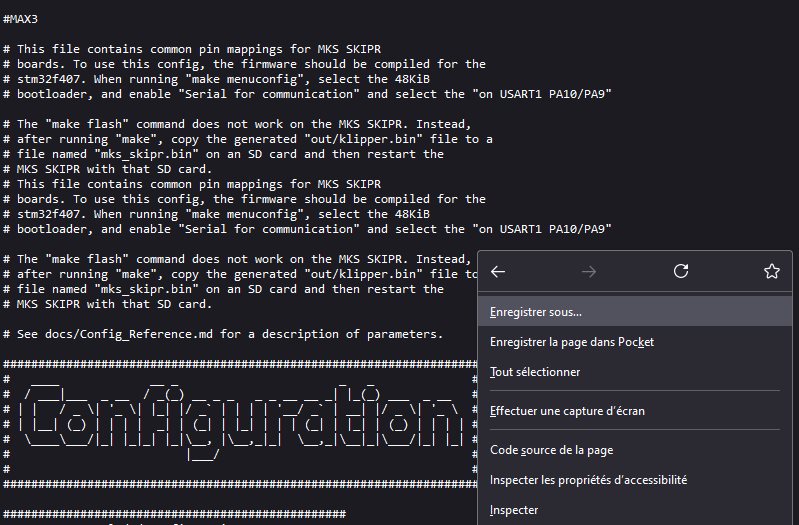 #MAX3
# This file contains common pin mappings for MKS SKIPR
# boards. To use this config, the firmware should be compiled for the
# stm32f407. When running "make menuconfig", select the 48KiB
# bootloader, and enable "Serial for communication" and select the "on USART1 PA10/PA9"
# The "make flash" command does not work on the MKS SKIPR. Instead,
# after running "make", copy the generated "out/klipper.bin" file to a
# file named "mks_skipr.bin" on an SD card and then restart the
# MKS SKIPR with that SD card.
# This file contains common pin mappings for MKS SKIPR
# boards. To use this config, the firmware should be compiled for the
# stm32f407. When running "make menuconfig", select the 48KiB
# bootloader, and enable "Serial for communication" and select the "on USART1 PA10/PA9"
# The "make flash" command does not work on the MKS SKIPR. Instead,
# after running "make", copy the generated "out/klipper.bin" file to
# file named "mks_skipr.bin" on an SD card and then restart the
# MKS SKIPR with that SD card.
# See docs/Config_Reference.md for a description of parameters.
Configuration
Enregistrer sous...
Enregistrer la page dans Pocket
Tout sélectionner
Effectuer une capture d'écran
Code source de la page
Inspecter les propriétés d'accessibilité
Inspecter